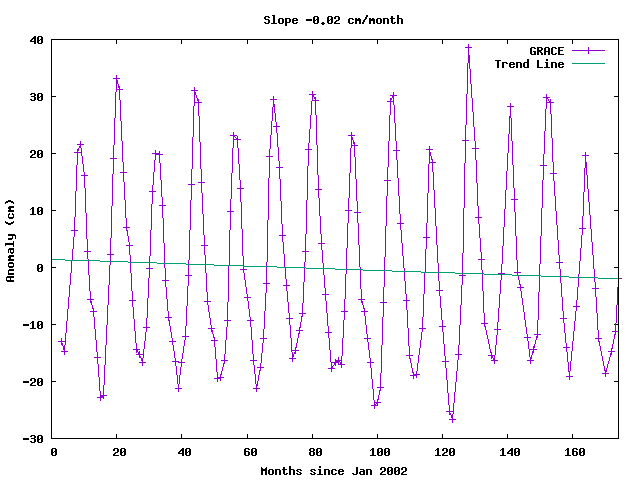 Slope -0.02 cm/month
GRACE
Trend Line
40
30
20
10
0
-10
-20
-30
Anomaly (cm)
0 20 40 60 80 100 120 140 160
Months since Jan 2002